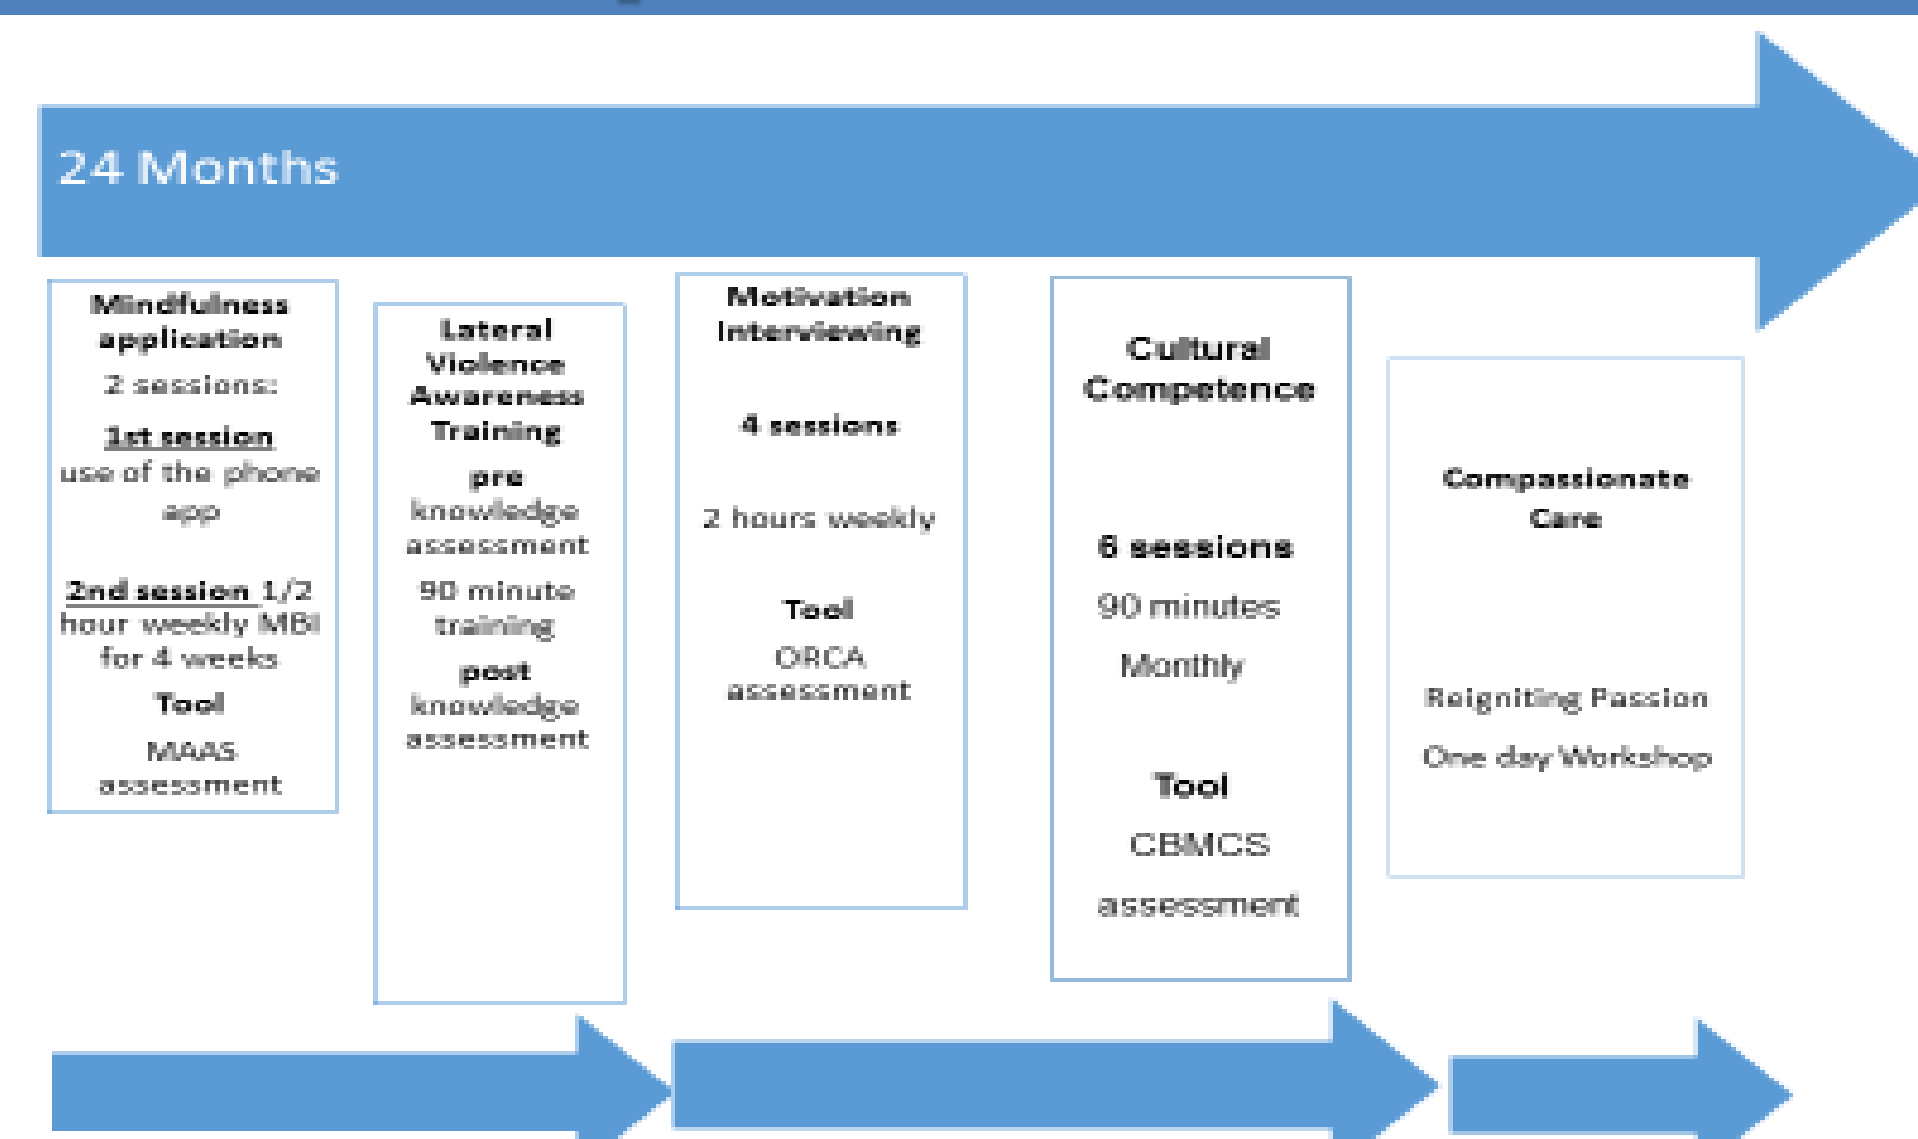 24 Months
Mindfulness
application
2 sessions:
1st session
use of the phone
app
2nd session 1/2
hour weekly MBI
for 4 weeks
Tool
MAAS
assessment
Lateral
Violence
Awareness
Training
pre
knowledge
assessment
90 minute
training
post
knowledge
assessment
Motivation
Interviewing
4 sessions
2 hours weekly
Tool
ORCA
assessment
Cultural
Competence
6 sessions
90 minutes
Monthly
Tool
CBMCS
assessment
Compassionate
Care
Reigniting Passion
One day Workshop